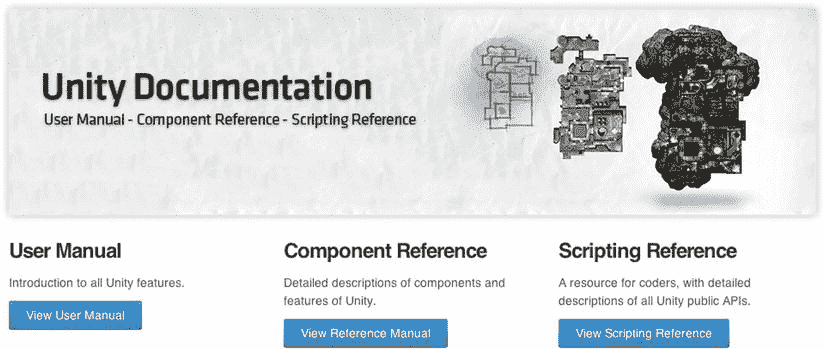 Unity Documentation
User Manual - Component Reference - Scripting Reference
User Manual
Introduction to all Unity features.
View User Manual
Component Reference
Detailed descriptions of components and
features of Unity.
View Reference Manual
Scripting Reference
A resource for coders, with detailed
descriptions of all Unity public APIs.
View Scripting Reference